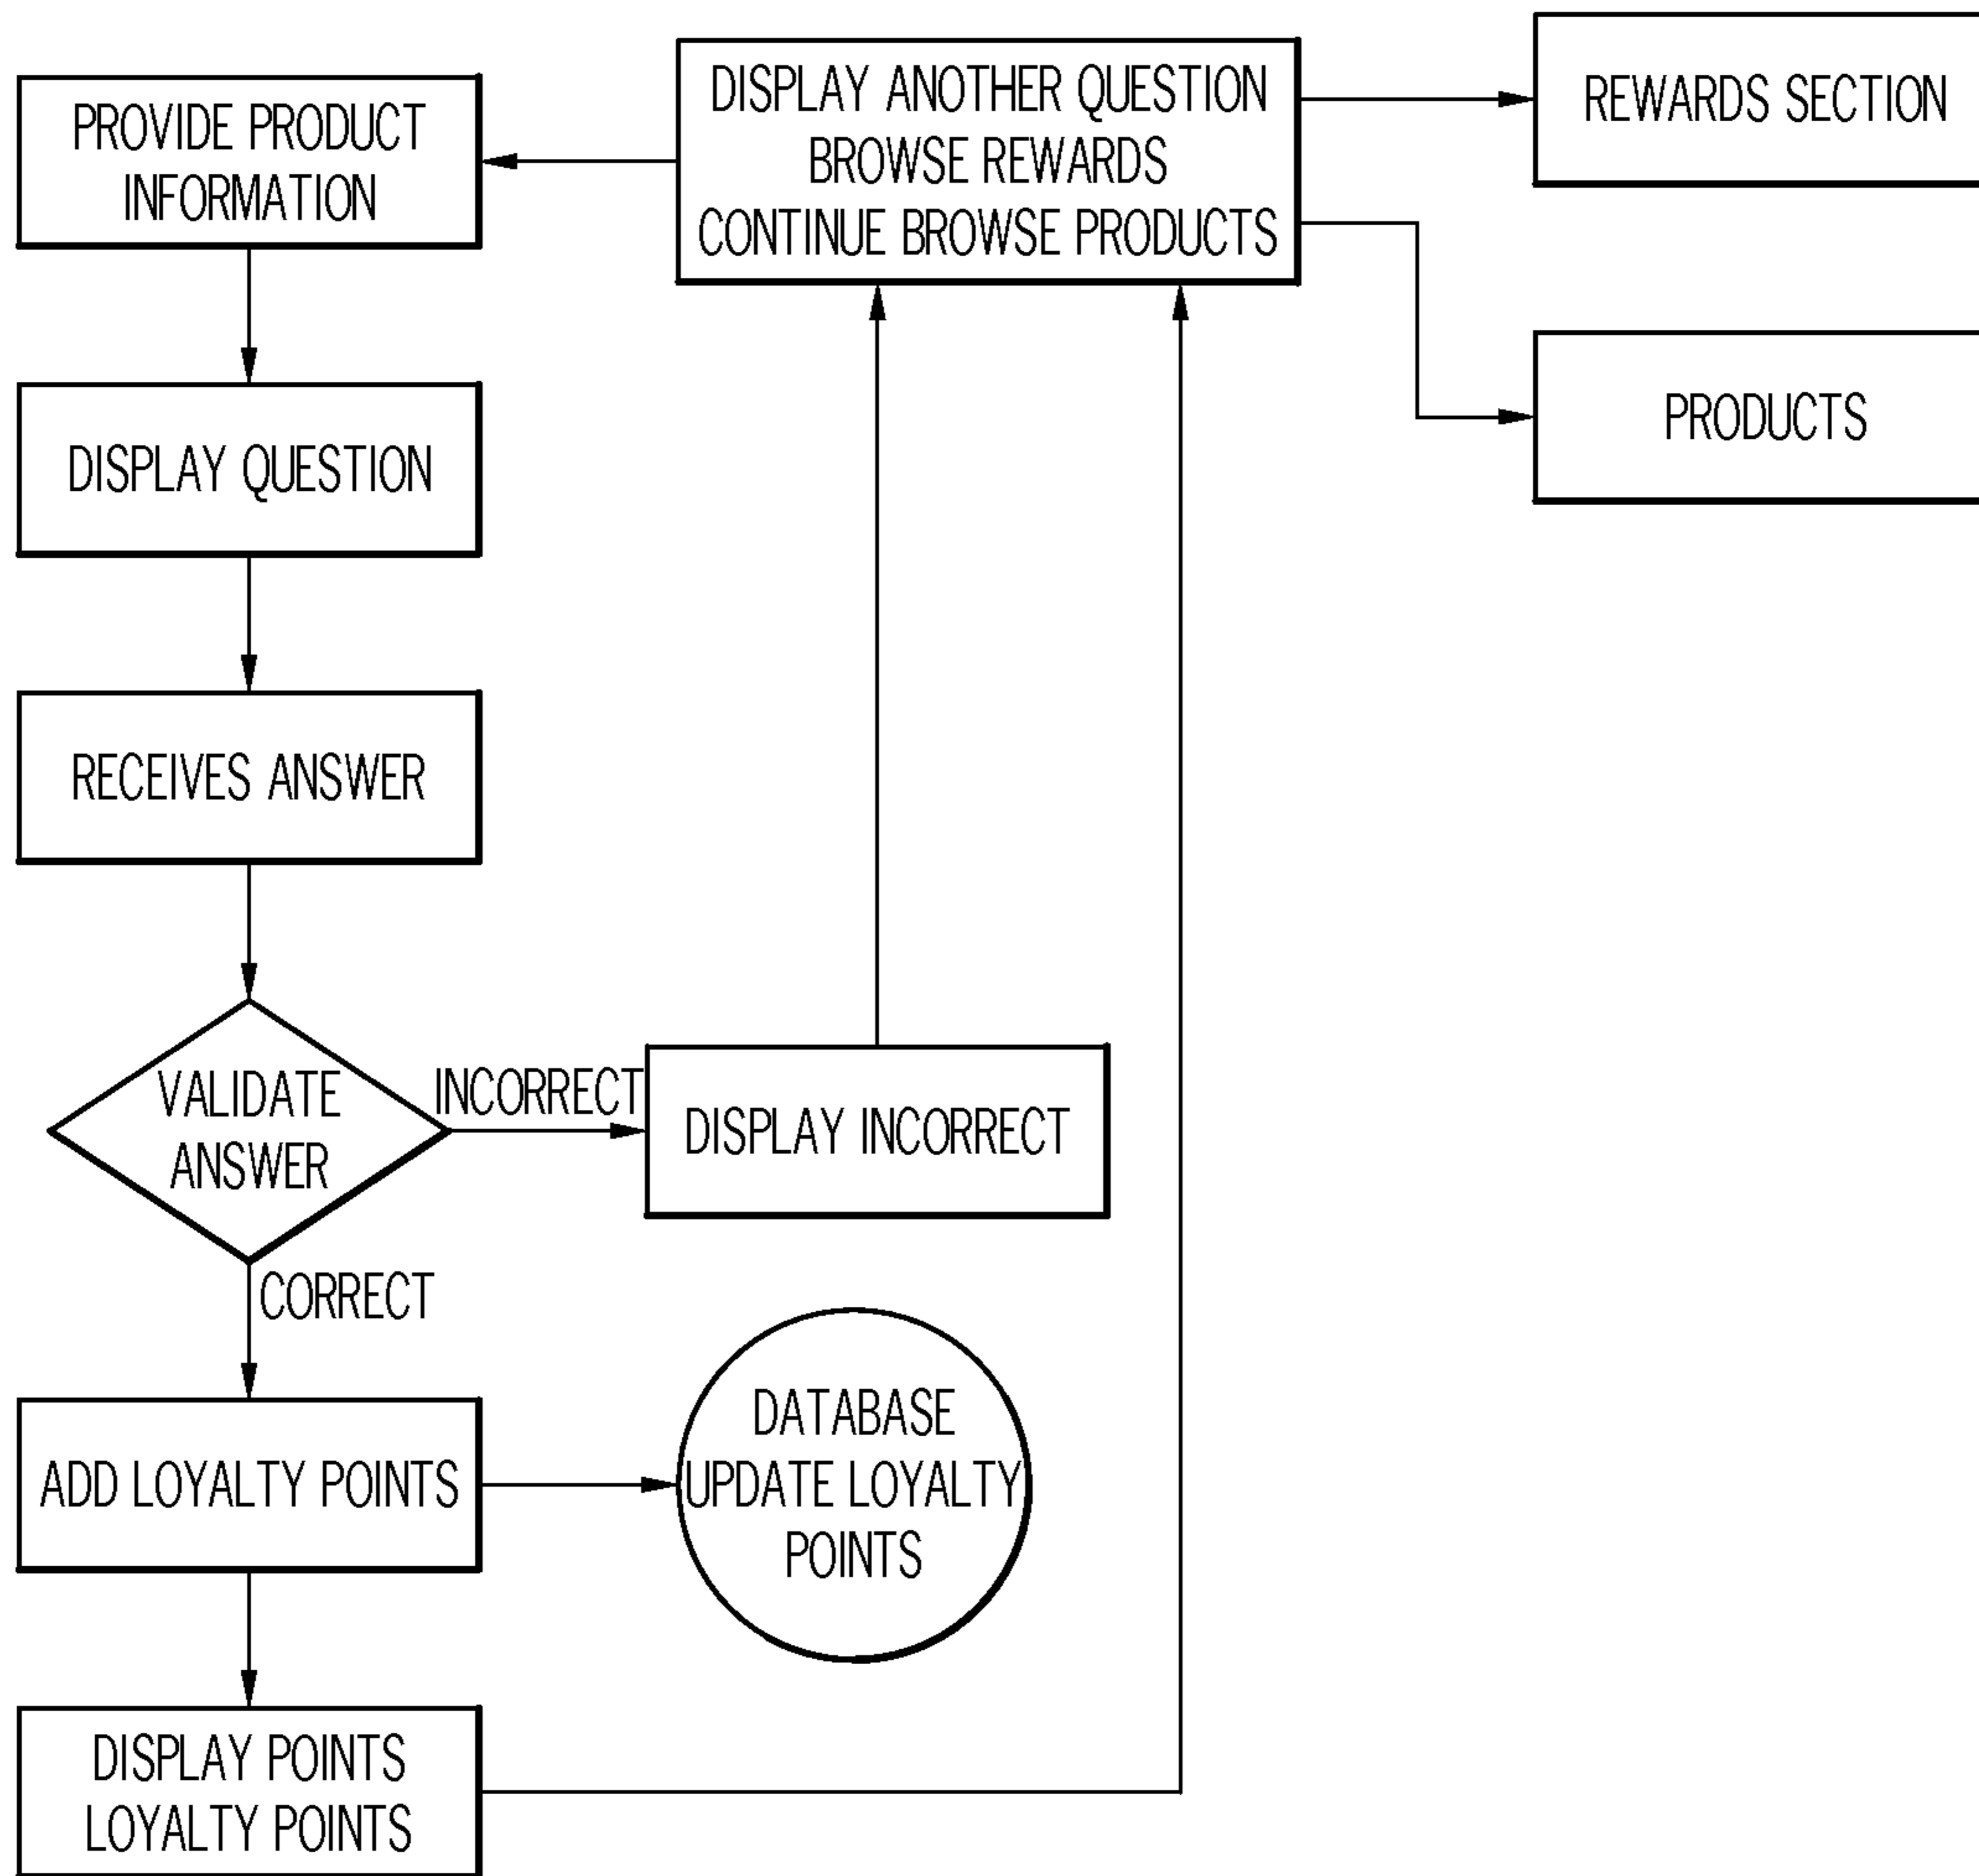 PROVIDE PRODUCT
INFORMATION
DISPLAY ANOTHER QUESTION
BROWSE REWARDS
CONTINUE BROWSE PRODUCTS
REWARDS SECTION
PRODUCTS
DISPLAY QUESTION
RECEIVES ANSWER
VALIDATE
ANSWER
INCORRECT
DISPLAY INCORRECT
CORRECT
ADD LOYALTY POINTS
DATABASE
UPDATE LOYALTY
POINTS
DISPLAY POINTS
LOYALTY POINTS